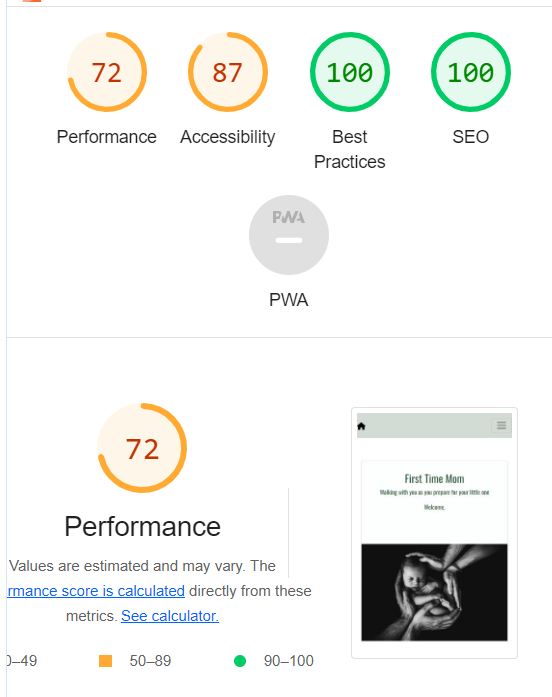 72
87
100
100
Performance
Accessibility
Best
Practices
SEO
PWA
PWA
72
Performance
Values are estimated and may vary. The
rmance score is calculated directly from these
metrics. See calculator.
0–49
50–89
90–100
First Time Mom
Walking with you as you prepare for your little one
Welcome,